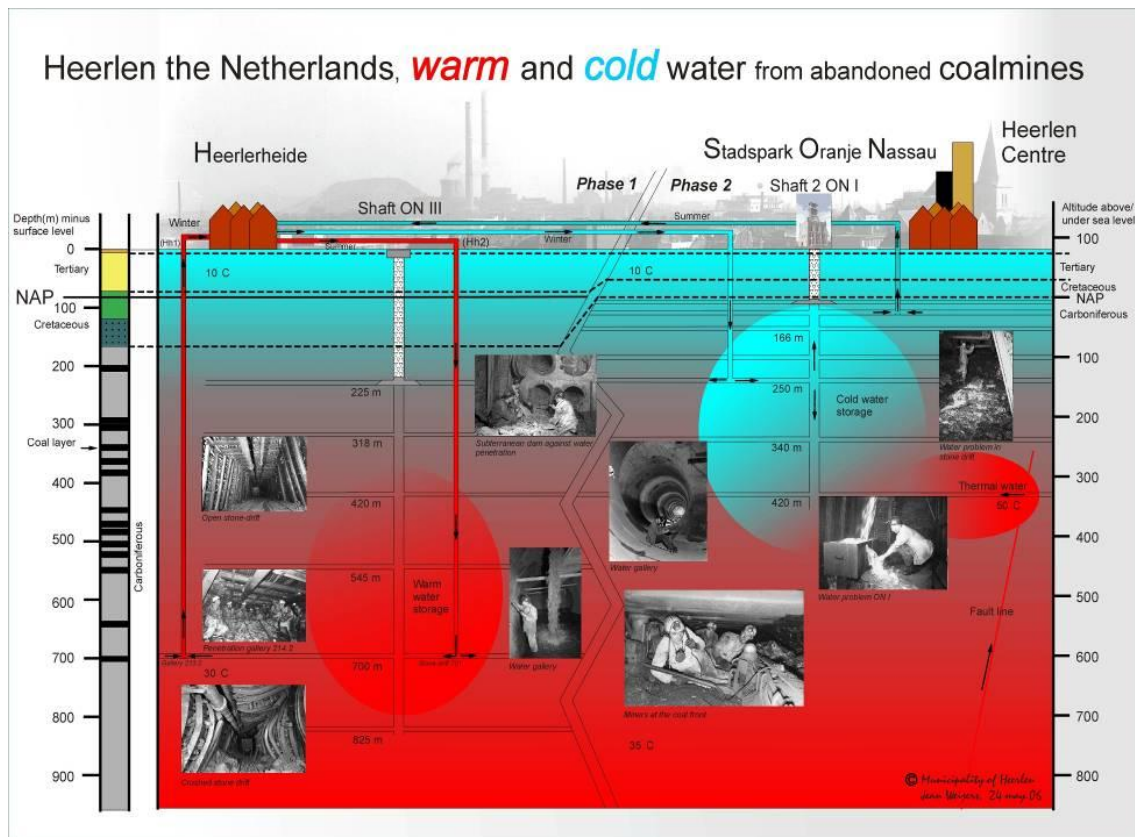 Heerlen the Netherlands, warm and cold water from abandoned coalmines
Heerlerheide
Stadspark Oranje Nassau
Heerlen
Centre
Phase 1
Phase 2
Shaft 2 ON I
Shaft ON III
Depth(m) minus
surface level
Altitude above/
under sea level
Winter
Summer
(Hh1)
Summer
(Hh2)
Winter
0
100
10 C
10 C
Tertiary
Tertiary
Cretaceous
NAP
NAP
100
Carboniferous
Cretaceous
166 m
100
200
225 m
250 m
Cold water
storage
200
300
318 m
Subterranean dam against water
penetration
340 m
Water problem in
stone drift
Coal layer
300
400
420 m
420 m
Thermal water
Open stone-drift
Carboniferous
400
500
545 m
Water gallery
500
Warm
water
storage
Water problem ON I
600
Fault line
Penetration gallery 214.2
600
700
30 C
700 m
Water gallery
Miners at the coal front
700
800
825 m
35 C
Crushed stone drift
800
900
© Municipality of Heerlen
24 may 06